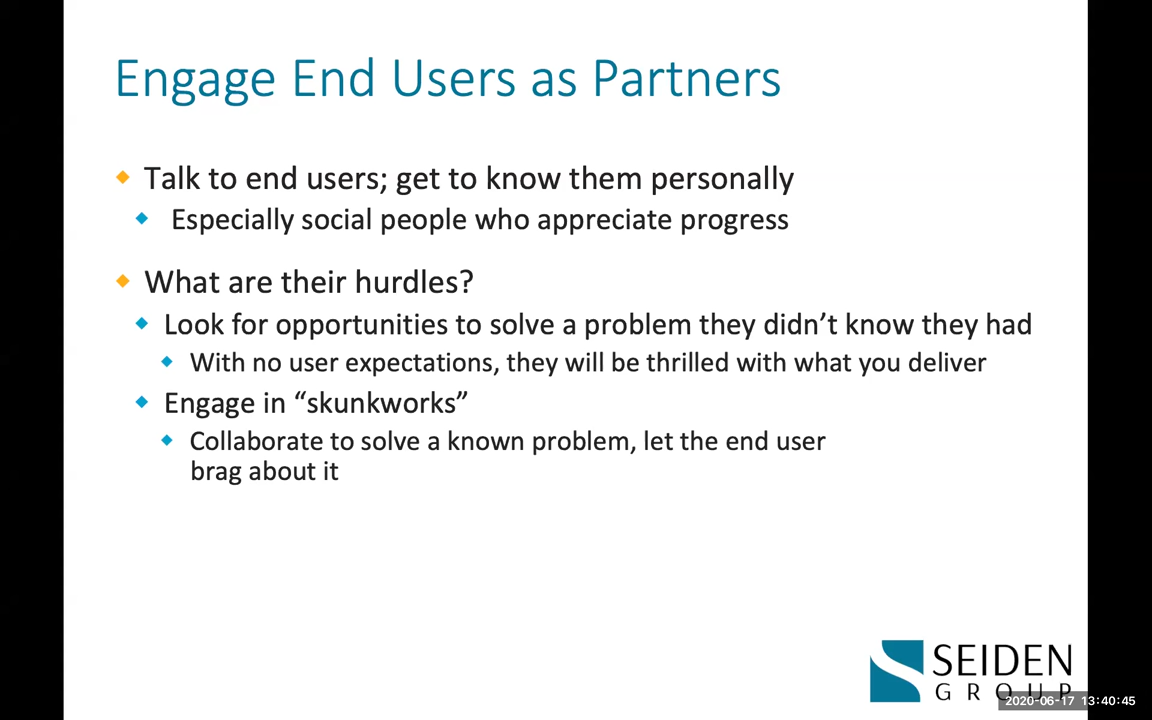 Engage End Users as Partners
Talk to end users; get to know them personally
Especially social people who appreciate progress
What are their hurdles?
Look for opportunities to solve a problem they didn’t know they had
With no user expectations, they will be thrilled with what you deliver
Engage in “skunkworks”
Collaborate to solve a known problem, let the end user
brag about it
SEIDEN
GROUP
2020-06-17 13:40:45